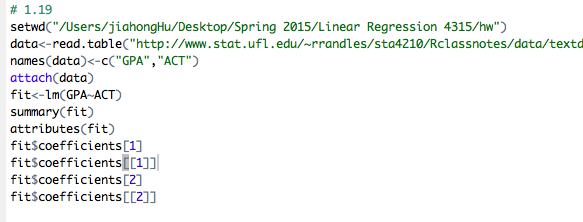 # 1.19
setwd("/Users/jiahongHu/Desktop/Spring 2015/Linear Regression 4315/hw")
data<-read.table("http://www.stat.ufl.edu/~rrandles/sta4210/Rclassnotes/data/textd
names(data)<-c("GPA","ACT")
attach(data)
fit<-lm(GPA~ACT)
summary(fit)
attributes(fit)
fit$coefficients[1]
fit$coefficients[[1]]
fit$coefficients[2]
fit$coefficients[[2]]